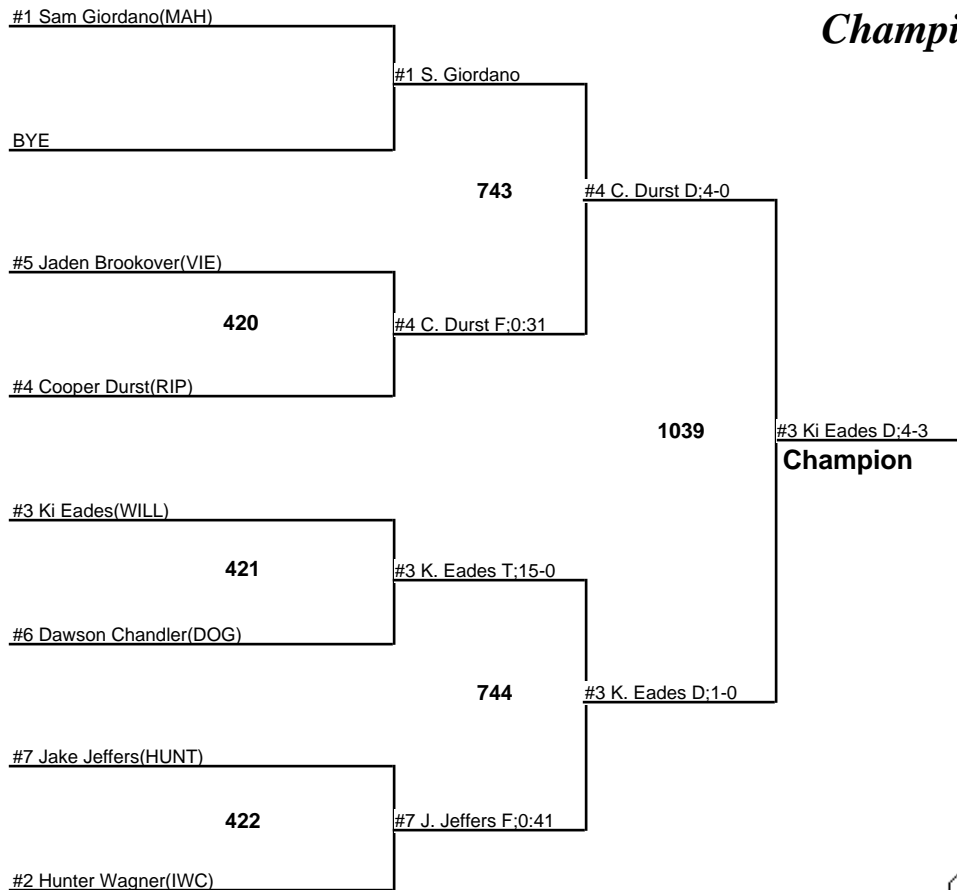 #1 Sam Giordano(MAH)
Champi
#1 S. Giordano
BYE
743
#4 C. Durst D;4-0
#5 Jaden Brookover(VIE)
420
#4 C. Durst F;0:31
#4 Cooper Durst(RIP)
1039
#3 Ki Eades D;4-3
Champion
#3 Ki Eades(WILL)
421
#3 K. Eades T;15-0
#6 Dawson Chandler(DOG)
744
#3 K. Eades D;1-0
#7 Jake Jeffers(HUNT)
422
#7 J. Jeffers F;0:41
#2 Hunter Wagner(IWC)